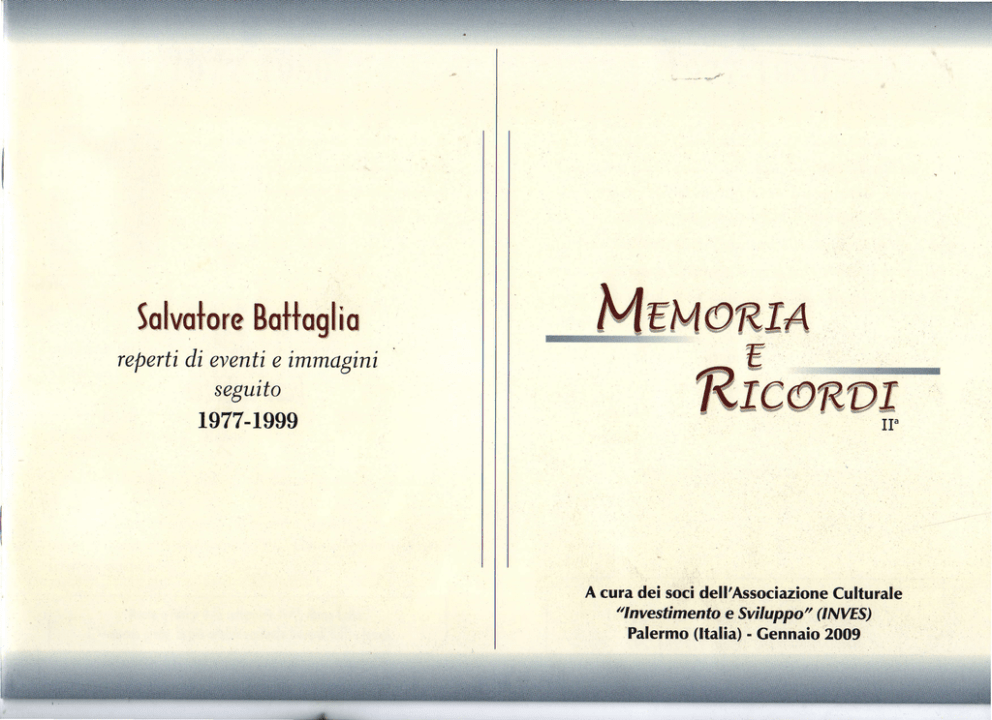 Salvatore Battaglia
reperti di eventi e immagini
seguito
1977-1999
MEMORIA
E
RICORDI
IIª
A cura dei soci dell'Associazione Culturale
"Investimento e Sviluppo" (INVES)
Palermo (Italia) - Gennaio 2009